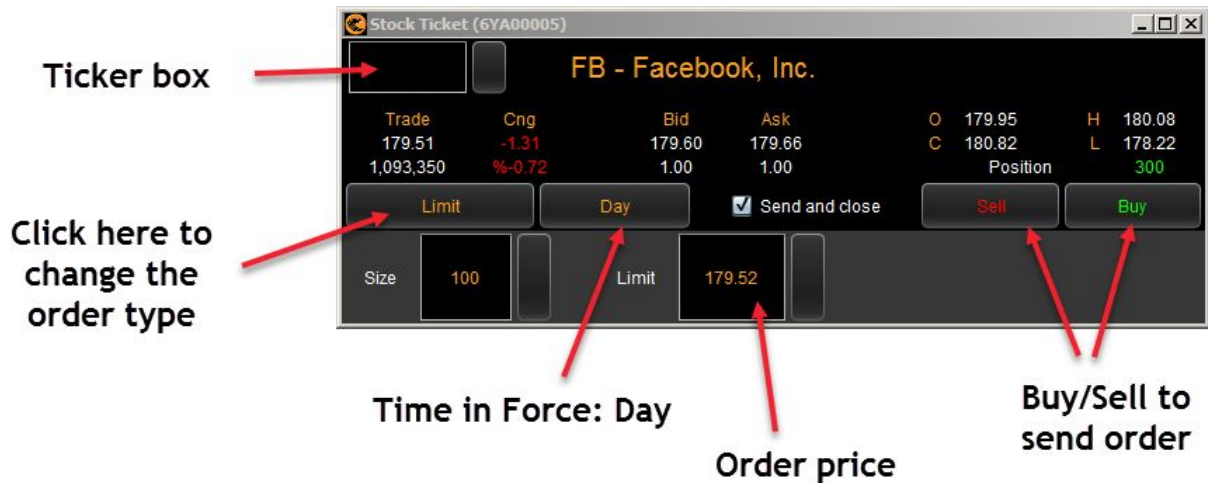 Stock Ticket (6YA00005)
Ticker box
FB - Facebook, Inc.
Trade Cng Bid Ask O 179.95 H 180.08
179.51 -1.31 179.60 179.66 C 180.82 L 178.22
1,093,350 %-0.72 1.00 1.00 Position 300
Limit Day Send and close Sell Buy
Click here to
change the
order type
Size 100 Limit 179.52
Time in Force: Day
Order price
Buy/Sell to
send order